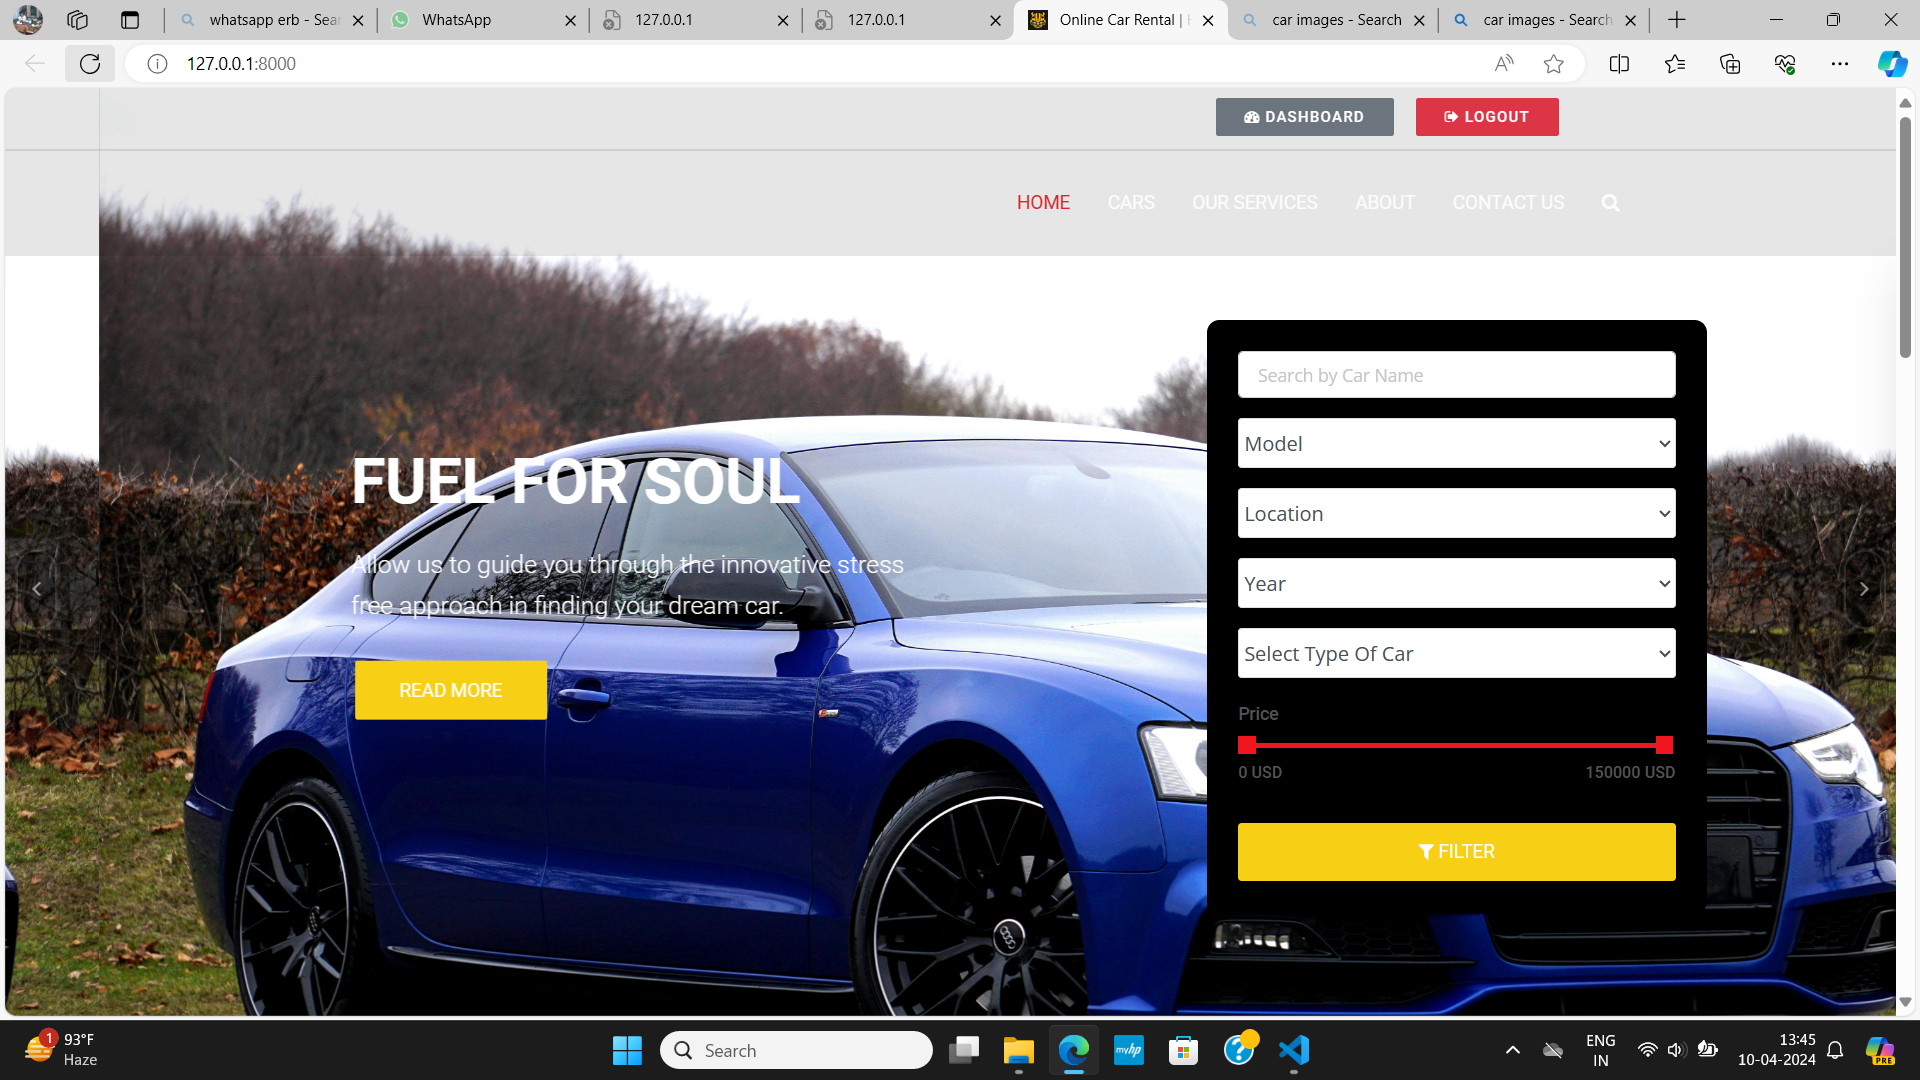 whatsapp erb - Sea
WhatsApp
127.0.0.1
127.0.0.1
Online Car Rental |
car images - Search
car images - Search
127.0.0.1:8000
DASHBOARD
LOGOUT
HOME CARS OUR SERVICES ABOUT CONTACT US
FUEL FOR SOUL
Allow us to guide you through the innovative stress
free approach in finding your dream car.
READ MORE
Search by Car Name
Model
Location
Year
Select Type Of Car
Price
0 USD 150000 USD
FILTER
1
93°F
Haze
Search
myhp
PRE
ENG
IN
13:45
10-04-2024